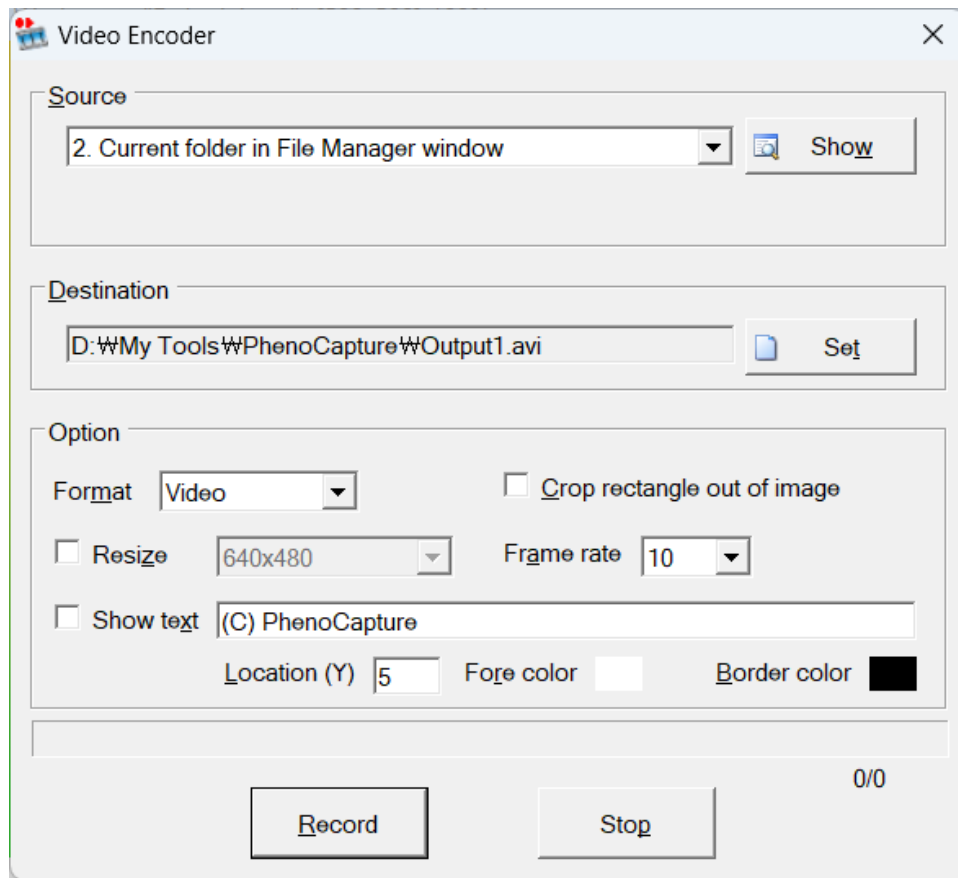 Video Encoder
Source
2. Current folder in File Manager window
Show
Destination
D:₩My Tools₩PhenoCapture₩Output1.avi
Set
Option
Format Video Crop rectangle out of image
Resize 640x480 Frame rate 10
Show text (C) PhenoCapture
Location (Y) 5 Fore color Border color
0/0
Record Stop